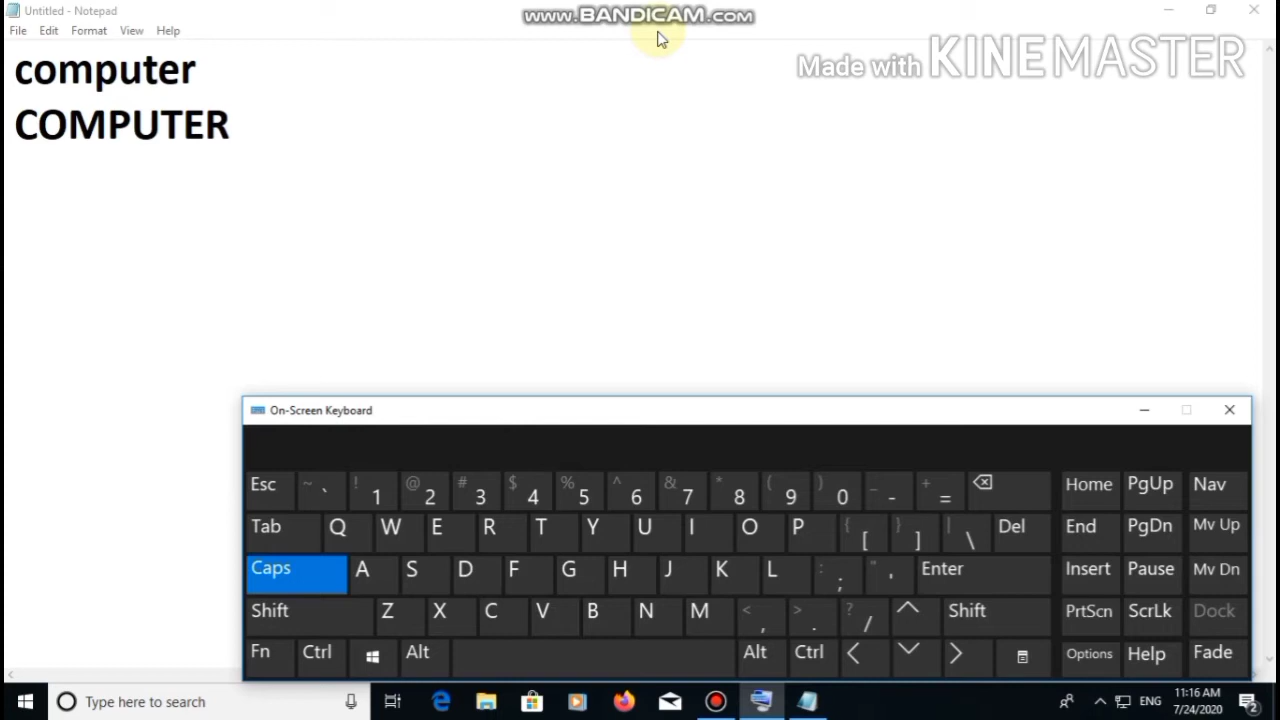 Untitled - Notepad
www.BANDICAM.com
File Edit Format View Help
Made with KINEMASTER
computer
COMPUTER
On-Screen Keyboard
Esc ~ ` ! 1 @ 2 # 3 $ 4 % 5 ^ 6 & 7 * 8 ( 9 ) 0 _ - + = Home PgUp Nav
Tab Q W E R T Y U I O P { [ } ] | \ Del End PgDn Mv Up
Caps A S D F G H J K L : ; " ' Enter Insert Pause Mv Dn
Shift Z X C V B N M < , > . ? / Shift PrtScn ScrLk Dock
Fn Ctrl Alt Alt Ctrl Options Help Fade
Type here to search ENG 11:16 AM
7/24/2020 2